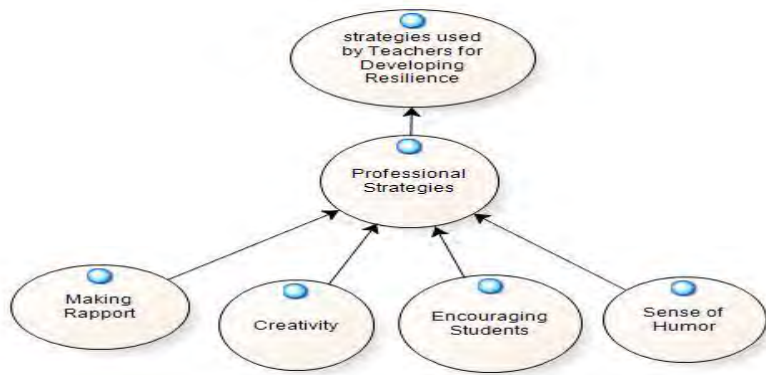 strategies used
by Teachers for
Developing
Resilience
Professional
Strategies
Making
Rapport
Creativity
Encouraging
Students
Sense of
Humor